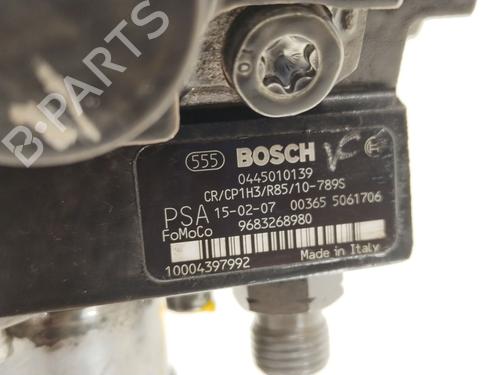 B-PARTS
555 BOSCH VE
0445010139
CR/CP1H3/R85/10-789S
PSA 15-02-07 00365 5061706
FoMoCo 9683268980
10004397992 Made in Italy